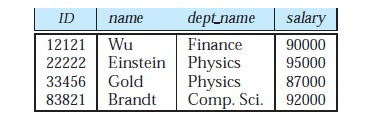 ID name dept_name salary
12121 Wu Finance 90000
22222 Einstein Physics 95000
33456 Gold Physics 87000
83821 Brandt Comp. Sci. 92000